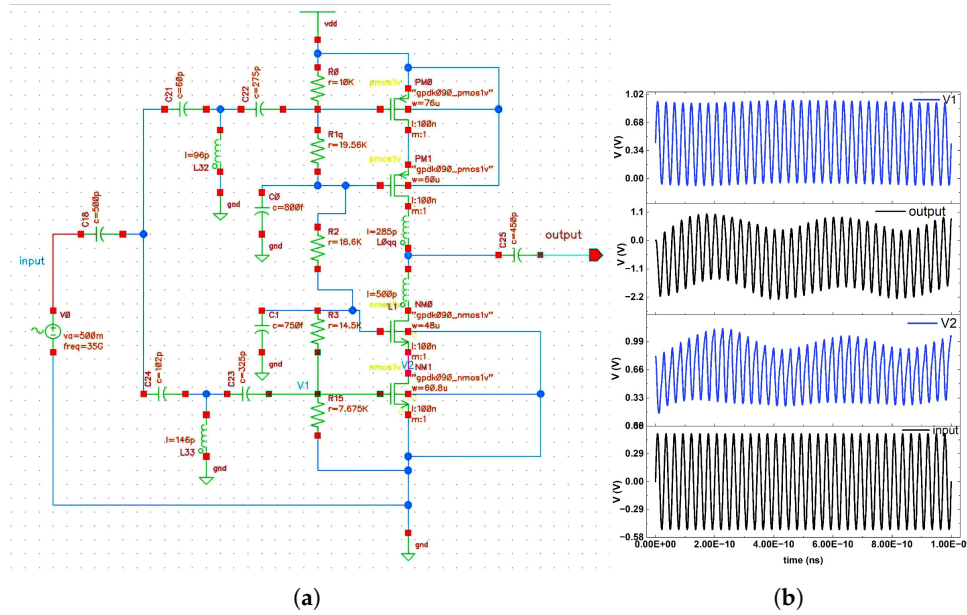 vdd
R0
r=10K
pmos1v
PM0
"gpdk090_pmos1v"
w=76u
l:100n
m:1
C21
c=60p
C22
c=275p
l=96p
L32
gnd
R1q
r=19.56K
pmos1v
PM1
"gpdk090_pmos1v"
w=60u
l:100n
m:1
C0
c=800f
gnd
R2
r=18.6K
l=285p
L0qq
C25
c=450p
output
C18
c=500p
input
V0
va=500m
freq=35G
l=500p
L1
C.1
c=750f
gnd
R3
r=14.5K
NM0
"gpdk090_nmos1v"
w=48u
l:100n
m:1
C24
c=102p
C23
c=325p
V1
V2
NM1
"gpdk090_nmos1v"
w=60.8u
l:100n
m:1
R15
r=7.675K
l=146p
L33
gnd
gnd
(a)
V1
V (V)
1.02
0.68
0.34
0.00
output
V (V)
1.1
0.0
−1.1
−2.2
V2
V (V)
0.99
0.66
0.33
input
V (V)
0.29
0.00
-0.29
-0.58
0.00E+00
2.00E-10
4.00E-10
6.00E-10
8.00E-10
1.00E-0
time (ns)
(b)